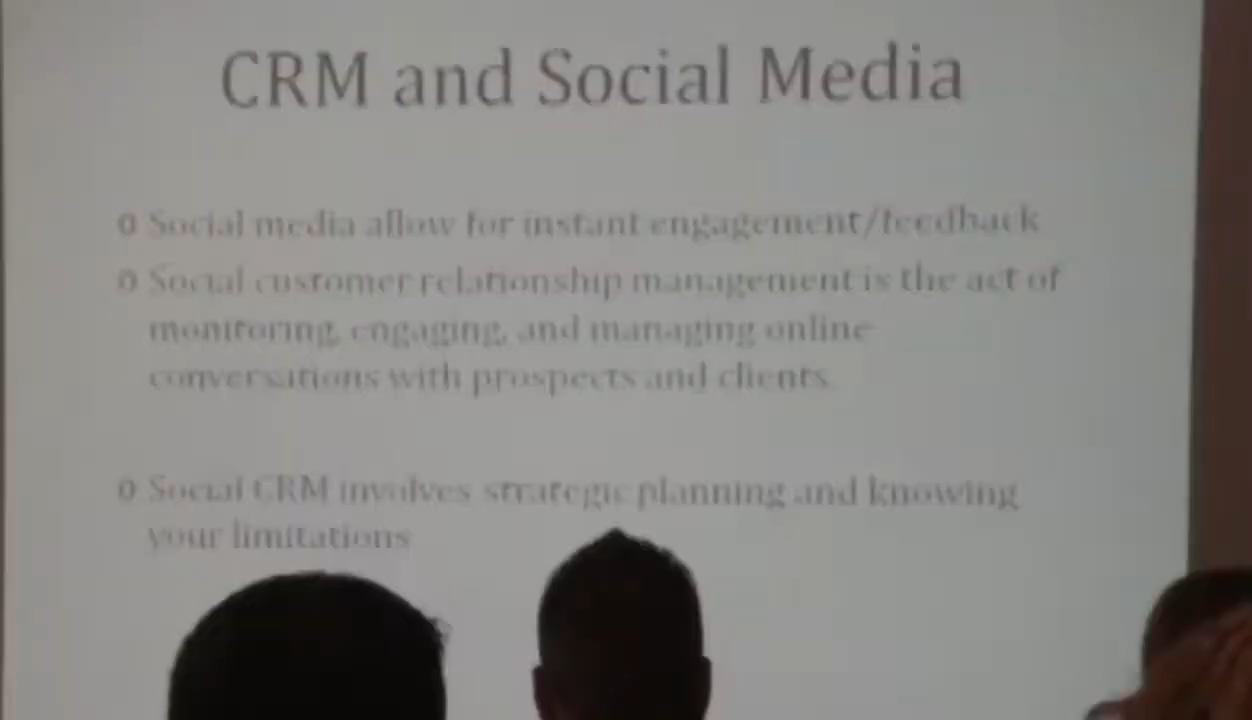 CRM and Social Media
o Social media allow for instant engagement/feedback
o Social customer relationship management is the act of
monitoring, engaging, and managing online
conversations with prospects and clients.
o Social CRM involves strategic planning and knowing
your limitations